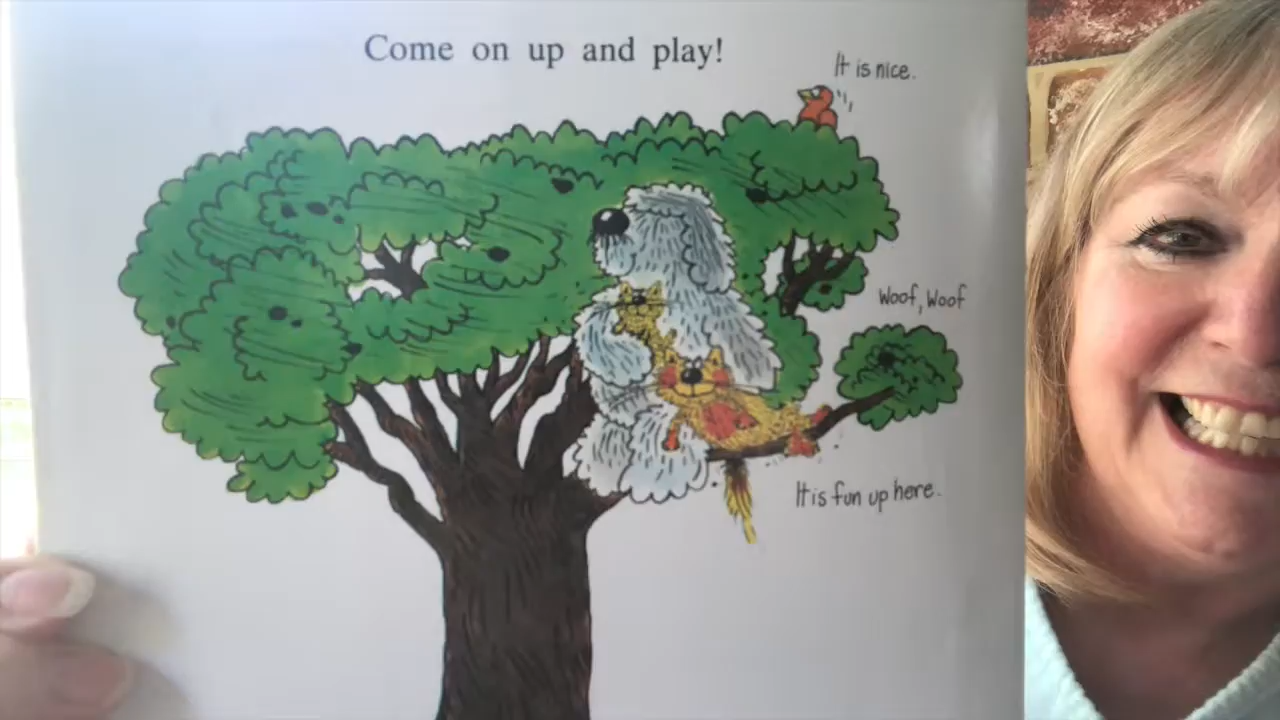 Come on up and play!
It is nice.
Woof, Woof
It is fun up here.